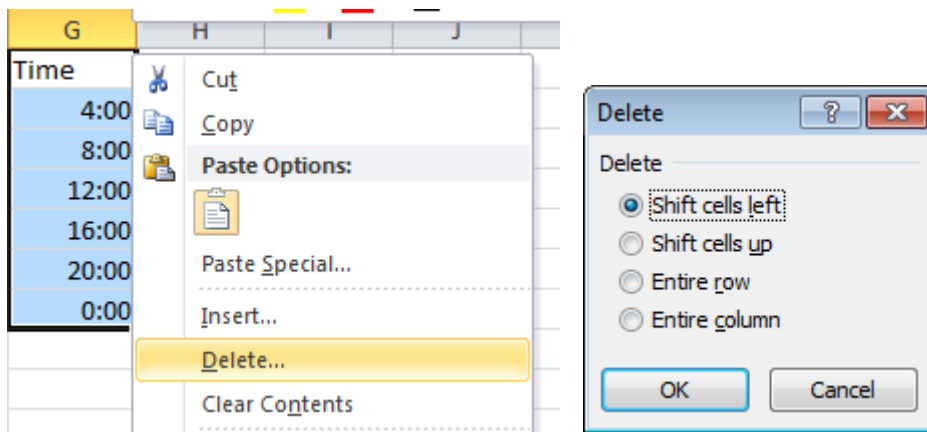 G H I J
Time
4:00
8:00
12:00
16:00
20:00
0:00
Cut
Copy
Paste Options:
Paste Special...
Insert...
Delete...
Clear Contents
Delete
?
Delete
Shift cells left
Shift cells up
Entire row
Entire column
OK Cancel